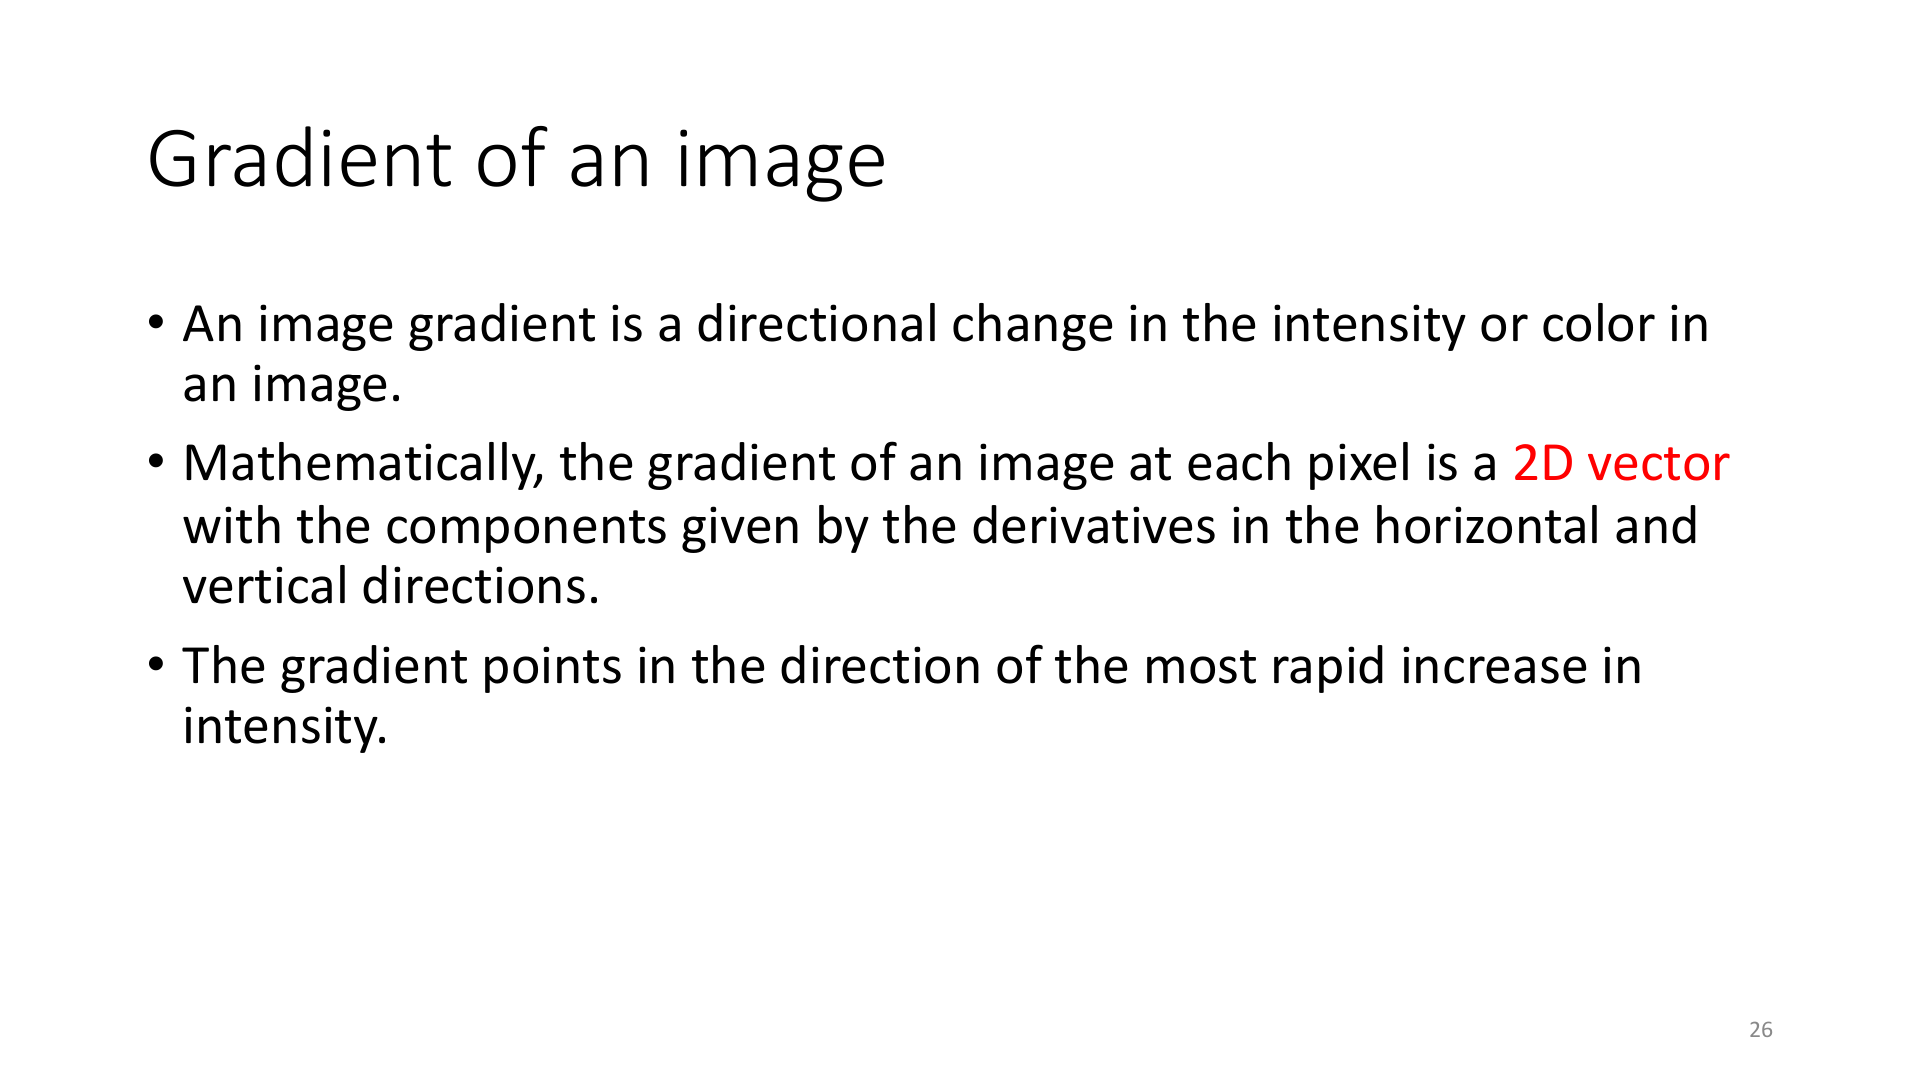 Gradient of an image
• An image gradient is a directional change in the intensity or color in
an image.
• Mathematically, the gradient of an image at each pixel is a 2D vector
with the components given by the derivatives in the horizontal and
vertical directions.
• The gradient points in the direction of the most rapid increase in
intensity.
26